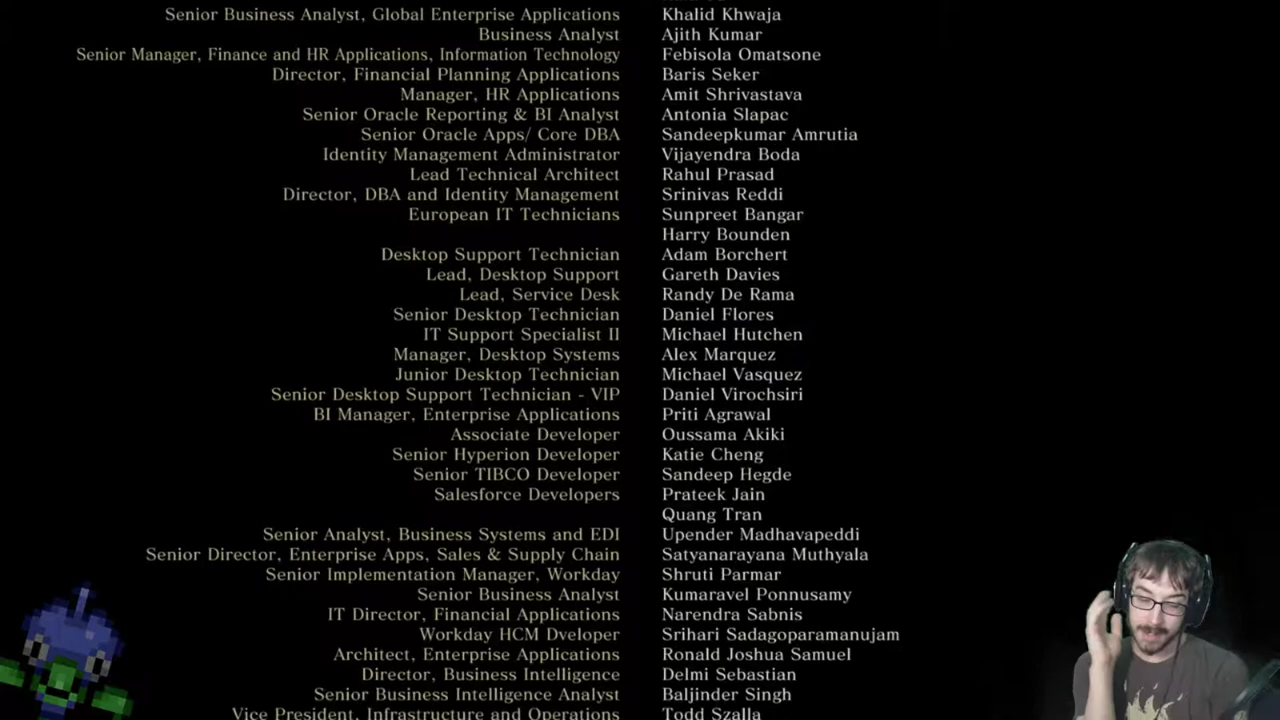 Senior Business Analyst, Global Enterprise Applications Khalid Khwaja
Business Analyst Ajith Kumar
Senior Manager, Finance and HR Applications, Information Technology Febisola Omatsone
Director, Financial Planning Applications Baris Seker
Manager, HR Applications Amit Shrivastava
Senior Oracle Reporting & BI Analyst Antonia Slapac
Senior Oracle Apps/ Core DBA Sandeepkumar Amrutia
Identity Management Administrator Vijayendra Boda
Lead Technical Architect Rahul Prasad
Director, DBA and Identity Management Srinivas Reddi
European IT Technicians Sunpreet Bangar
Harry Bounden
Desktop Support Technician Adam Borchert
Lead, Desktop Support Gareth Davies
Lead, Service Desk Randy De Rama
Senior Desktop Technician Daniel Flores
IT Support Specialist II Michael Hutchen
Manager, Desktop Systems Alex Marquez
Junior Desktop Technician Michael Vasquez
Senior Desktop Support Technician - VIP Daniel Virochsiri
BI Manager, Enterprise Applications Priti Agrawal
Associate Developer Oussama Akiki
Senior Hyperion Developer Katie Cheng
Senior TIBCO Developer Sandeep Hegde
Salesforce Developers Prateek Jain
Quang Tran
Senior Analyst, Business Systems and EDI Upender Madhavapeddi
Senior Director, Enterprise Apps, Sales & Supply Chain Satyanarayana Muthyala
Senior Implementation Manager, Workday Shruti Parmar
Senior Business Analyst Kumaravel Ponnusamy
IT Director, Financial Applications Narendra Sabnis
Workday HCM Dveloper Srihari Sadagoparamanujam
Architect, Enterprise Applications Ronald Joshua Samuel
Director, Business Intelligence Delmi Sebastian
Senior Business Intelligence Analyst Baljinder Singh
Vice President, Infrastructure and Operations Todd Szalla